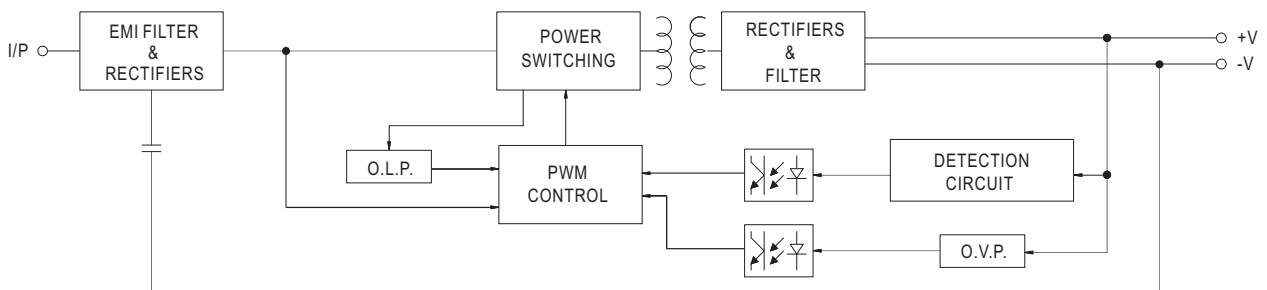 I/P
EMI FILTER
&
RECTIFIERS
POWER
SWITCHING
RECTIFIERS
&
FILTER
+V
-V
O.L.P.
PWM
CONTROL
DETECTION
CIRCUIT
O.V.P.